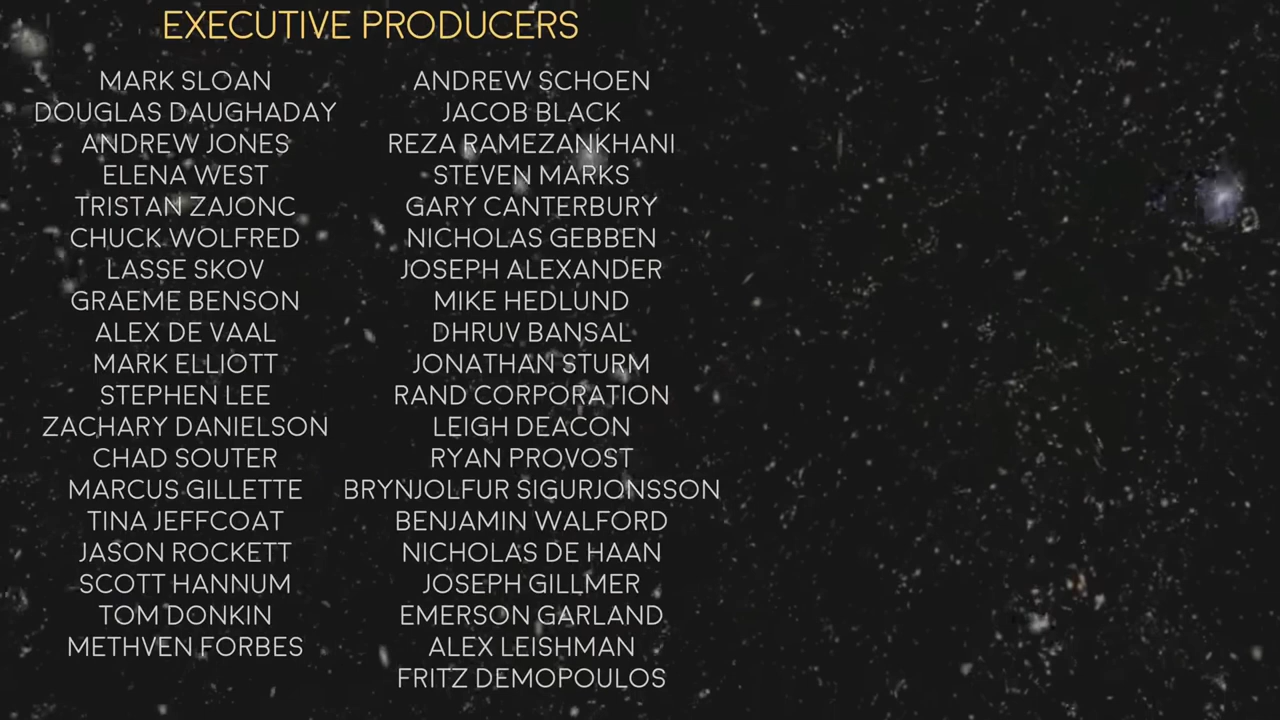 EXECUTIVE PRODUCERS
MARK SLOAN
DOUGLAS DAUGHADAY
ANDREW JONES
ELENA WEST
TRISTAN ZAJONC
CHUCK WOLFRED
LASSE SKOV
GRAEME BENSON
ALEX DE VAAL
MARK ELLIOTT
STEPHEN LEE
ZACHARY DANIELSON
CHAD SOUTER
MARCUS GILLETTE
TINA JEFFCOAT
JASON ROCKETT
SCOTT HANNUM
TOM DONKIN
METHVEN FORBES
ANDREW SCHOEN
JACOB BLACK
REZA RAMEZANKHANI
STEVEN MARKS
GARY CANTERBURY
NICHOLAS GEBBEN
JOSEPH ALEXANDER
MIKE HEDLUND
DHRUV BANSAL
JONATHAN STURM
RAND CORPORATION
LEIGH DEACON
RYAN PROVOST
BRYNJOLFUR SIGURJONSSON
BENJAMIN WALFORD
NICHOLAS DE HAAN
JOSEPH GILLMER
EMERSON GARLAND
ALEX LEISHMAN
FRITZ DEMOPOULOS